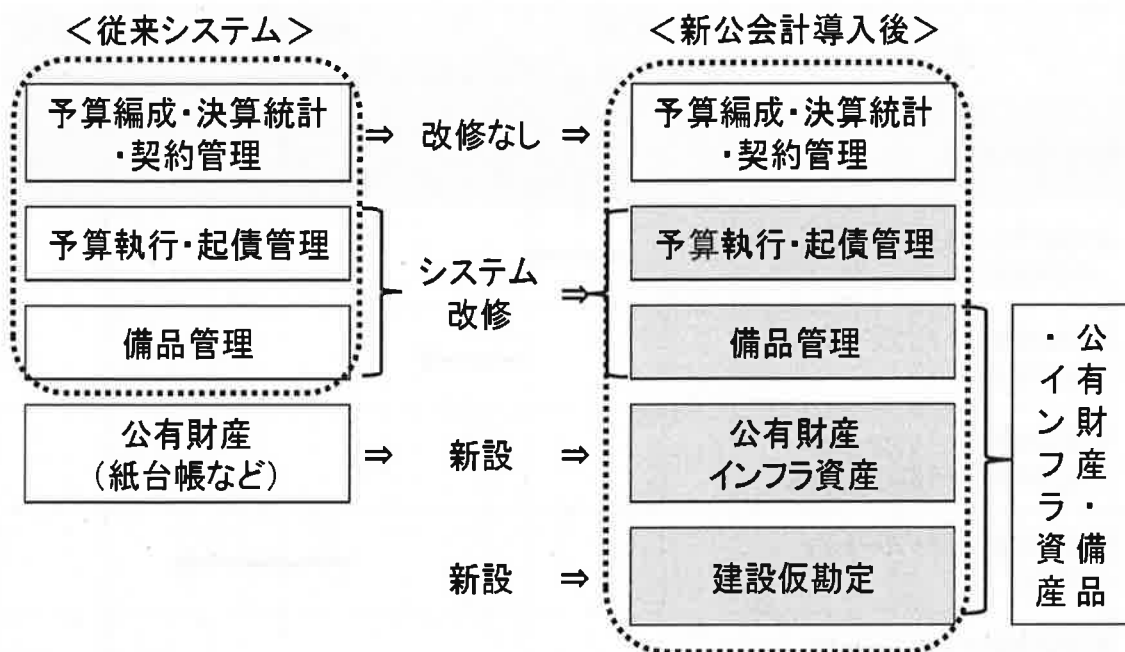 <従来システム>
<新公会計導入後>
予算編成・決算統計
・契約管理
⇒ 改修なし ⇒
予算編成・決算統計
・契約管理
予算執行・起債管理
備品管理
システム
改修
⇒
予算執行・起債管理
備品管理
公有財産
(紙台帳など)
⇒ 新設 ⇒
公有財産
インフラ資産
新設 ⇒
建設仮勘定
公有財産・備品
・インフラ資産